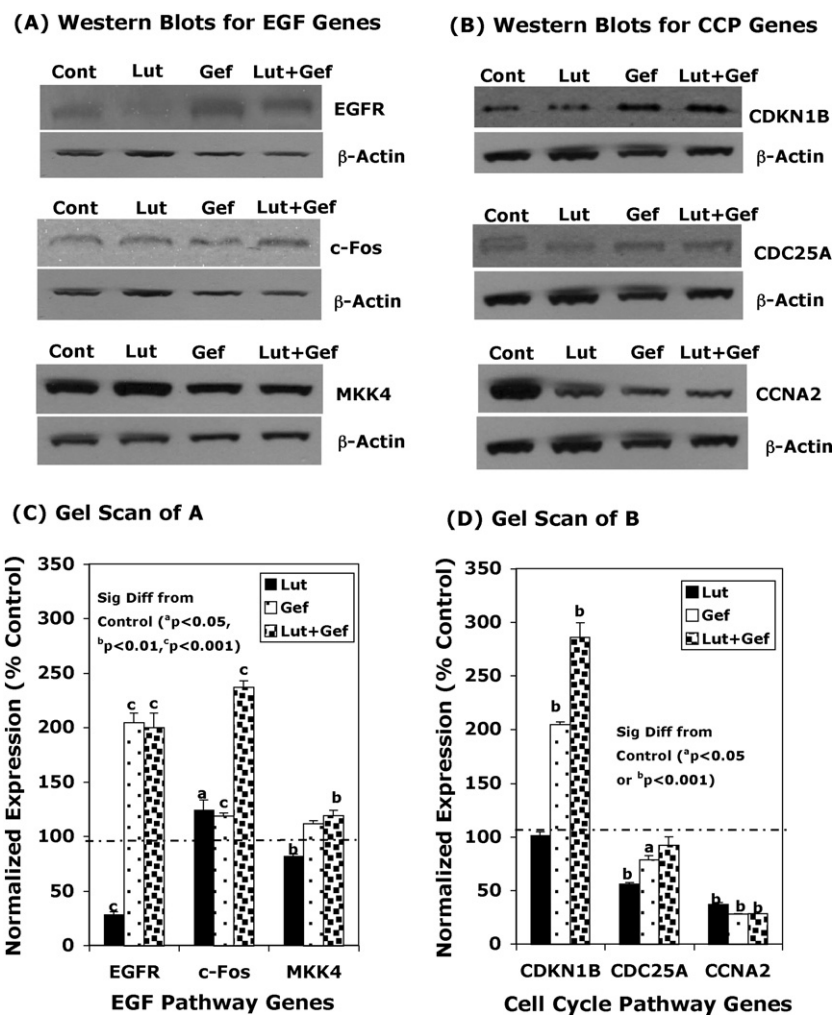 (A) Western Blots for EGF Genes
Cont Lut Gef Lut+Gef
EGFR
β-Actin
Cont Lut Gef Lut+Gef
c-Fos
β-Actin
Cont Lut Gef Lut+Gef
MKK4
β-Actin
(B) Western Blots for CCP Genes
Cont Lut Gef Lut+Gef
CDKN1B
β-Actin
Cont Lut Gef Lut+Gef
CDC25A
β-Actin
Cont Lut Gef Lut+Gef
CCNA2
β-Actin
(C) Gel Scan of A
Normalized Expression (% Control)
350
300
250
200
150
100
50
0
Sig Diff from
Control (ᵃp<0.05,
ᵇp<0.01,ᶜp<0.001)
Lut
Gef
Lut+Gef
c c c
a c c
b b
EGFR c-Fos MKK4
EGF Pathway Genes
(D) Gel Scan of B
Normalized Expression (% Control)
350
300
250
200
150
100
50
0
Lut
Gef
Lut+Gef
Sig Diff from
Control (ᵃp<0.05
or ᵇp<0.001)
b b
b a
b b b
CDKN1B CDC25A CCNA2
Cell Cycle Pathway Genes